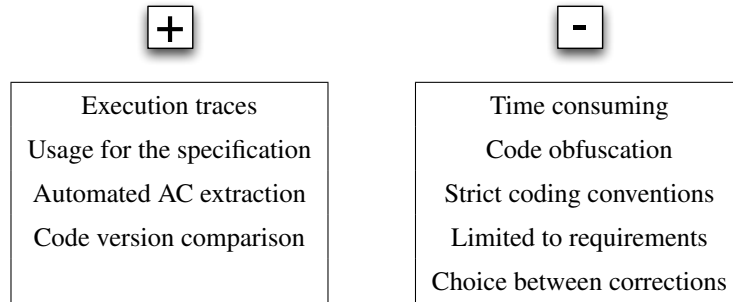 +
Execution traces
Usage for the specification
Automated AC extraction
Code version comparison
-
Time consuming
Code obfuscation
Strict coding conventions
Limited to requirements
Choice between corrections